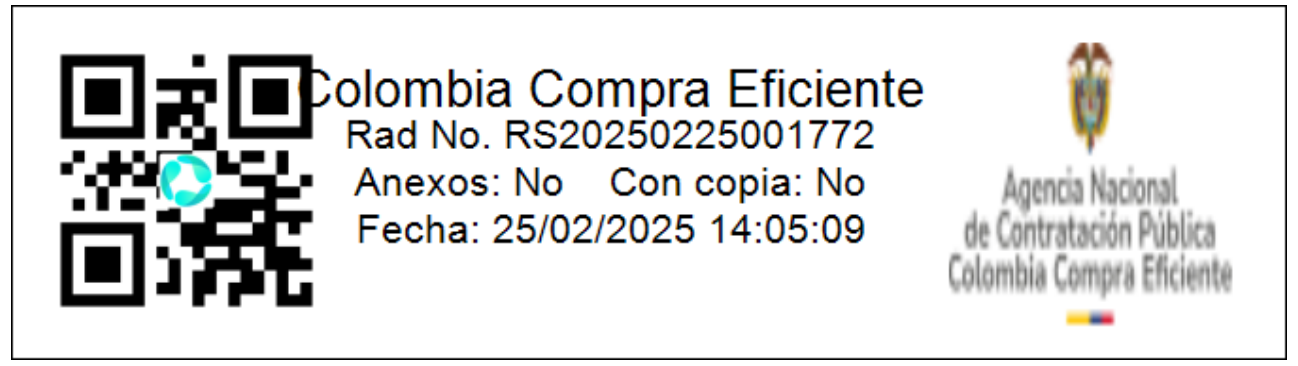 Colombia Compra Eficiente
Rad No. RS20250225001772
Anexos: No Con copia: No
Fecha: 25/02/2025 14:05:09
Agencia Nacional
de Contratación Pública
Colombia Compra Eficiente